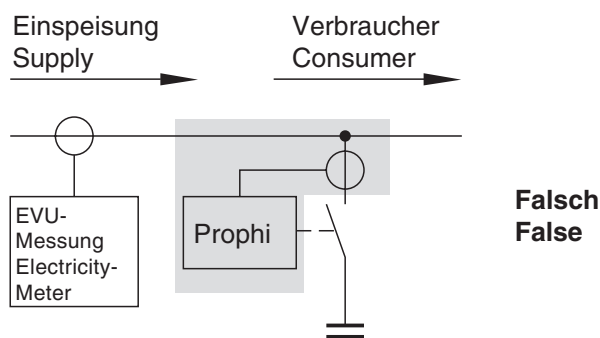 Einspeisung
Supply
Verbraucher
Consumer
EVU-
Messung
Electricity-
Meter
Prophi
Falsch
False